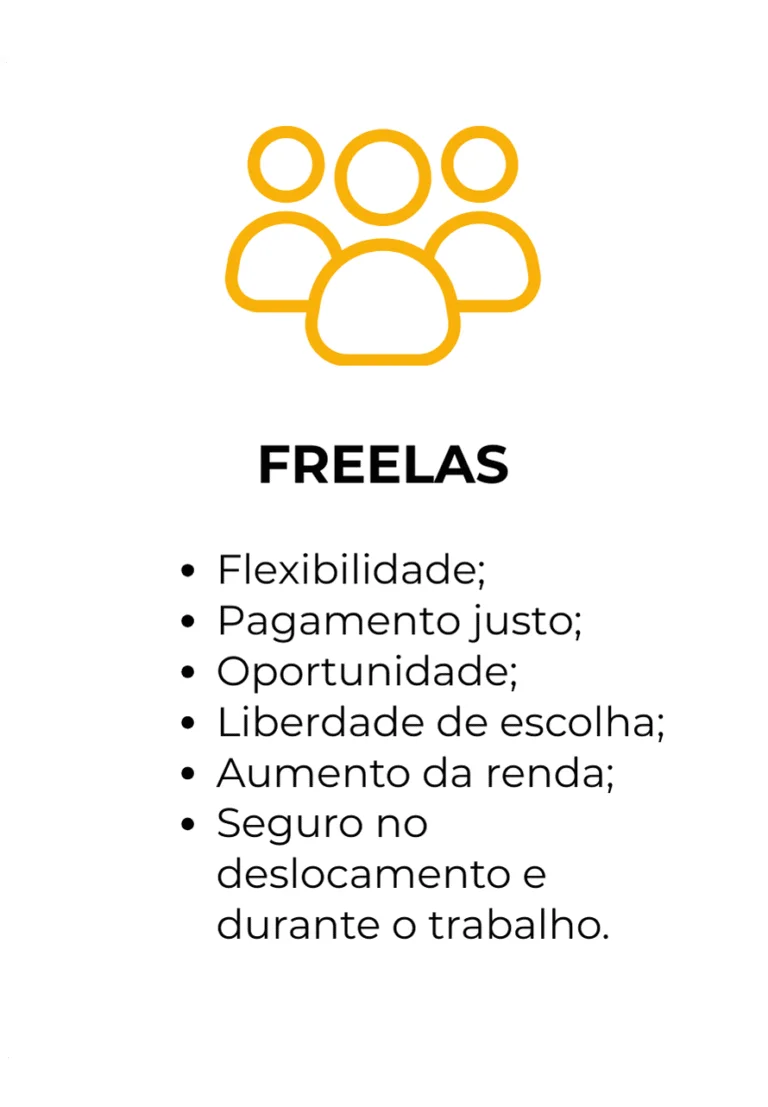 FREELAS
• Flexibilidade;
• Pagamento justo;
• Oportunidade;
• Liberdade de escolha;
• Aumento da renda;
• Seguro no
deslocamento e
durante o trabalho.